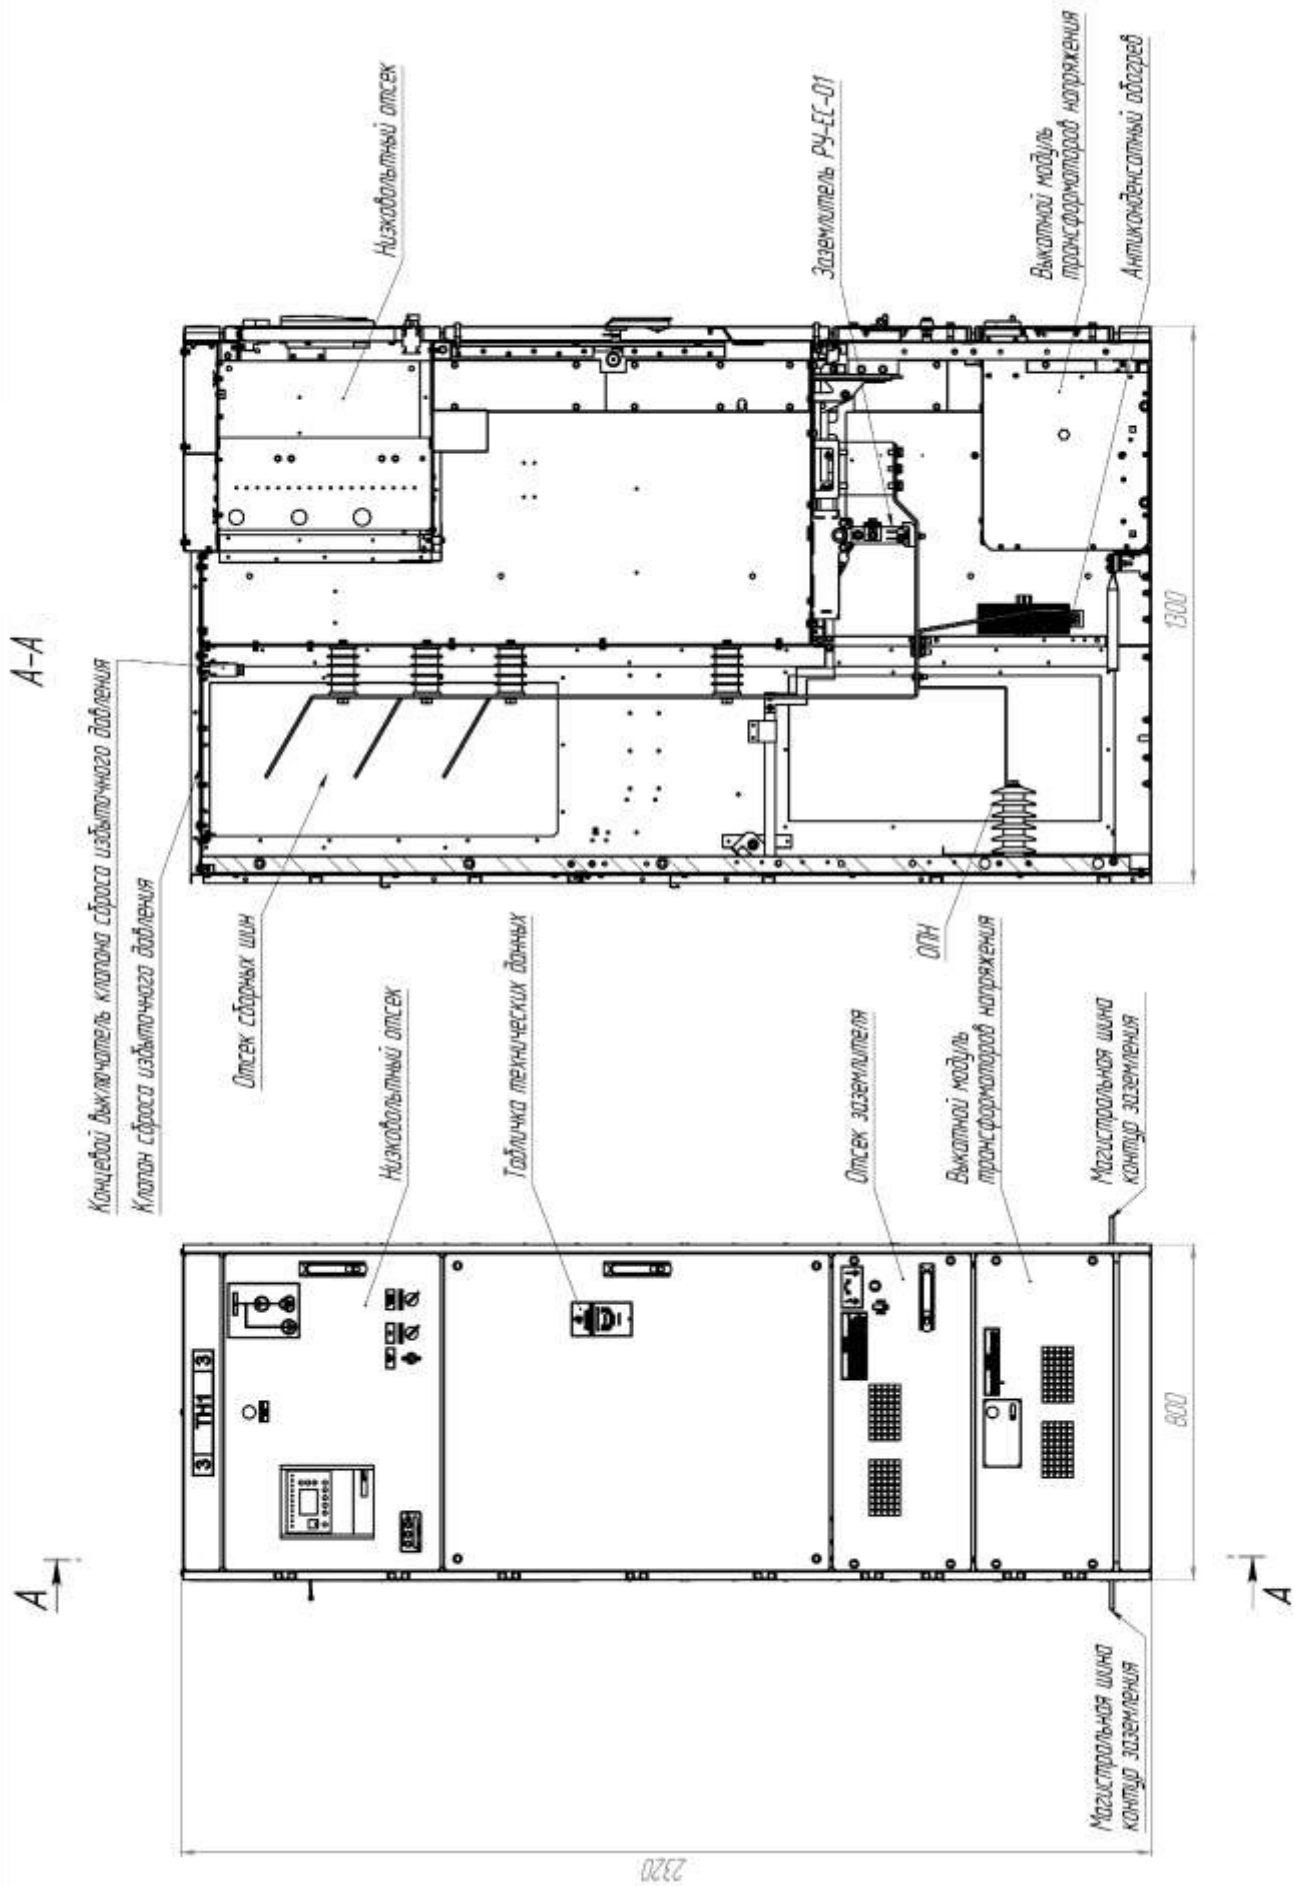 А-А
Концевой выключатель клапана сброса избыточного давления
Клапан сброса избыточного давления
Отсек сборных шин
Низковольтный отсек
Табличка технических данных
Отсек заземлителя
Выкатной модуль
трансформаторов напряжения
Магистральная шина
контур заземления
ОПН
Низковольтный отсек
Заземлитель РУ-ЕС-01
Выкатной модуль
трансформаторов напряжения
Антиконденсатный обогрев
1300
А
А
3 ТН1 3
800
2320
Магистральная шина
контур заземления